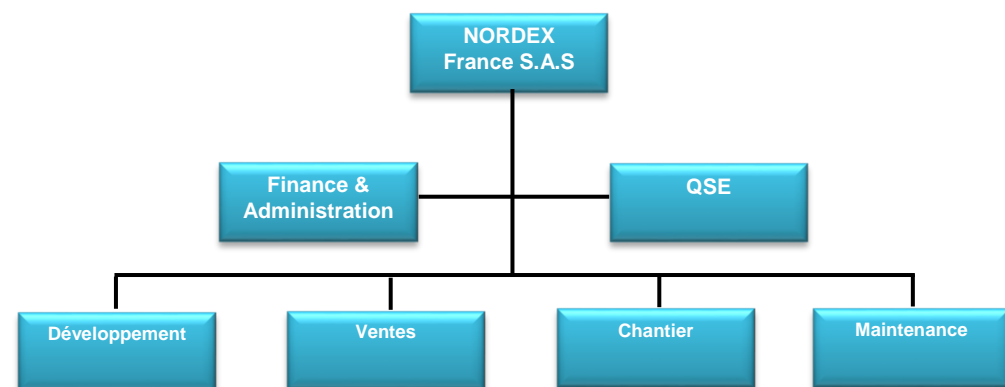 NORDEX
France S.A.S
Finance &
Administration
QSE
Développement
Ventes
Chantier
Maintenance